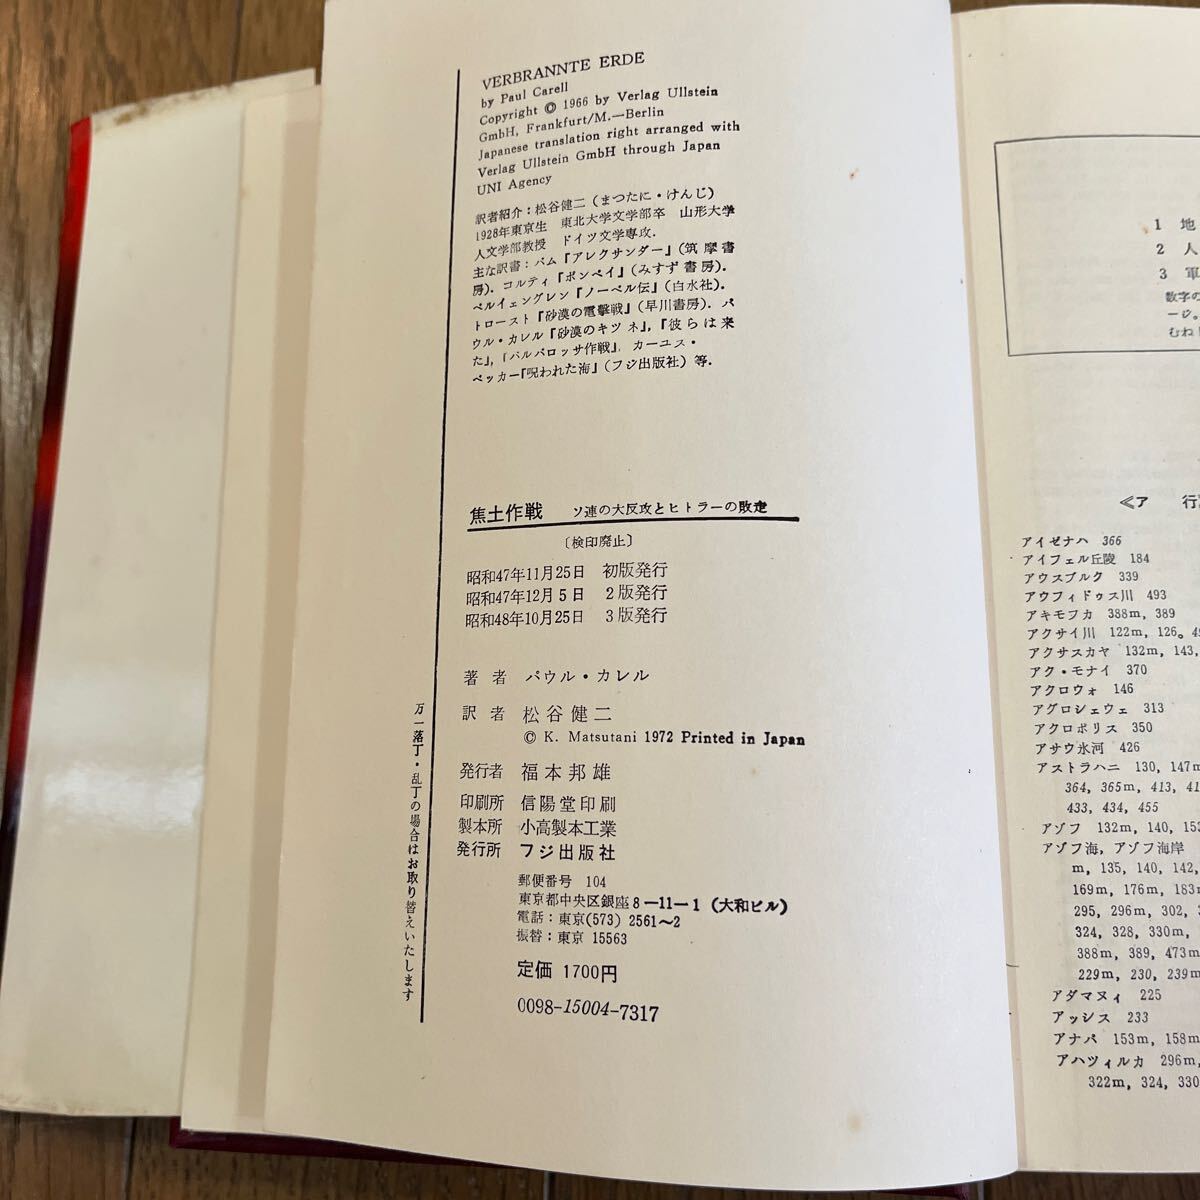 VERBRANNTE ERDE
by Paul Carell
Copyright © 1966 by Verlag Ullstein
GmbH, Frankfurt/M.—Berlin
Japanese translation right arranged with
Verlag Ullstein GmbH through Japan
UNI Agency
訳者紹介：松谷健二（まつたに・けんじ）
1928年東京生　東北大学文学部卒　山形大学
人文学部教授　ドイツ文学専攻．
主な訳書：バム『アレクサンダー』（筑摩書
房）．コルティ『ポンペイ』（みすず書房）．
ベルイェングレン『ノーベル伝』（白水社）．
トロースト『砂漠の電撃戦』（早川書房）．パ
ウル・カレル『砂漠のキツネ』，『彼らは来
た』，『バルバロッサ作戦』，カーユス・
ベッカー『呪われた海』（フジ出版社）等．
焦土作戦　ソ連の大反攻とヒトラーの敗走
〔検印廃止〕
昭和47年11月25日　初版発行
昭和47年12月5日　2版発行
昭和48年10月25日　3版発行
著者　パウル・カレル
訳者　松谷健二
© K. Matsutani 1972 Printed in Japan
発行者　福本邦雄
印刷所　信陽堂印刷
製本所　小高製本工業
発行所　フジ出版社
郵便番号　104
東京都中央区銀座8—11—1（大和ビル）
電話：東京(573) 2561〜2
振替：東京 15563
定価 1700円
0098-15004-7317
万一落丁・乱丁の場合はお取り替えいたします
1 地
2 人
3 軍
数字の
ージ。
むね
≪ア　行
アイゼナハ 366
アイフェル丘陵 184
アウスブルク 339
アウフィドゥス川 493
アキモフカ 388m, 389
アクサイ川 122m, 126。
アクサスカヤ 132m, 143,
アク・モナイ 370
アクロウォ 146
アグロシェウェ 313
アクロポリス 350
アサウ氷河 426
アストラハニ 130, 147m
364, 365m, 413, 41
433, 434, 455
アゾフ 132m, 140, 153
アゾフ海，アゾフ海岸
m, 135, 140, 142,
169m, 176m, 183m
295, 296m, 302,
324, 328, 330m,
388m, 389, 473m
229m, 230, 239m
アダマヌィ 225
アッシス 233
アナパ 153m, 158m
アハツィルカ 296m,
322m, 324, 330